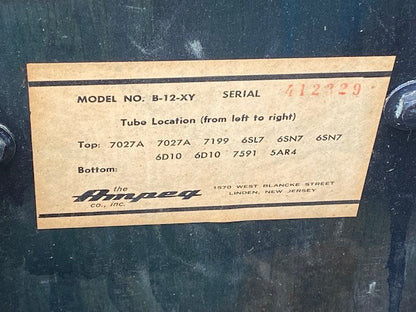 MODEL NO. B-12-XY SERIAL 412329
Tube Location (from left to right)
Top: 7027A 7027A 7199 6SL7 6SN7 6SN7
6D10 6D10 7591 5AR4
Bottom:
the
Ampeg
co., inc.
1570 WEST BLANCKE STREET
LINDEN, NEW JERSEY